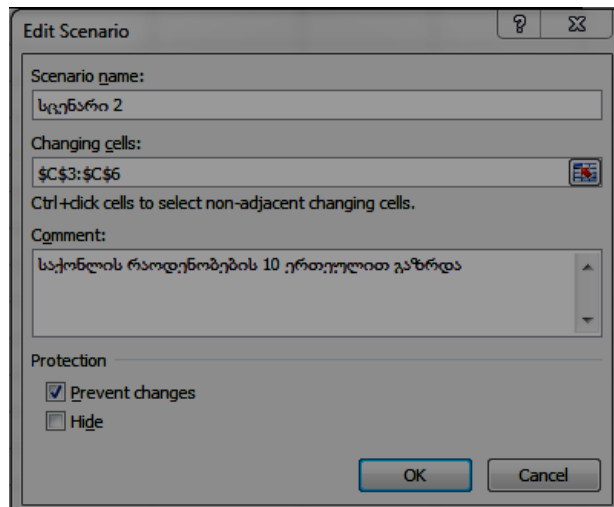 Edit Scenario
Scenario name:
სცენარი 2
Changing cells:
$C$3:$C$6
Ctrl+click cells to select non-adjacent changing cells.
Comment:
საქონლის რაოდენობების 10 ერთეულით გაზრდა
Protection
Prevent changes
Hide
OK Cancel